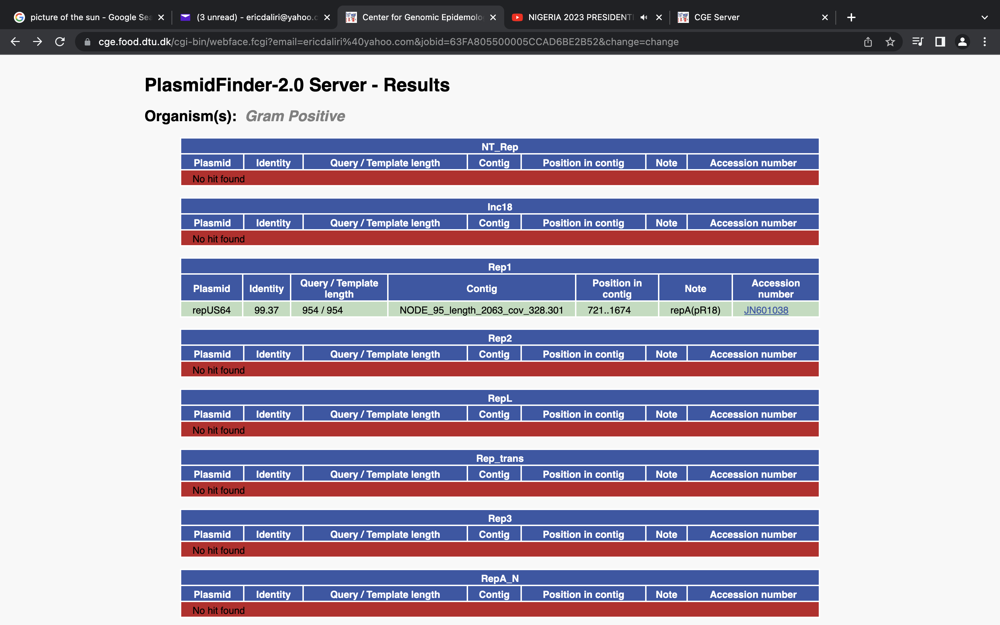 picture of the sun - Google Sea
(3 unread) - ericdaliri@yahoo.c
Center for Genomic Epidemolo
NIGERIA 2023 PRESIDENTI
CGE Server
cge.food.dtu.dk/cgi-bin/webface.fcgi?email=ericdaliri%40yahoo.com&jobid=63FA805500005CCAD6BE2B52&change=change
PlasmidFinder-2.0 Server - Results
Organism(s): Gram Positive
NT_Rep
Plasmid Identity Query / Template length Contig Position in contig Note Accession number
No hit found
Inc18
Plasmid Identity Query / Template length Contig Position in contig Note Accession number
No hit found
Rep1
Plasmid Identity Query / Template length Contig Position in contig Note Accession number
repUS64 99.37 954 / 954 NODE_95_length_2063_cov_328.301 721..1674 repA(pR18) JN601038
Rep2
Plasmid Identity Query / Template length Contig Position in contig Note Accession number
No hit found
RepL
Plasmid Identity Query / Template length Contig Position in contig Note Accession number
No hit found
Rep_trans
Plasmid Identity Query / Template length Contig Position in contig Note Accession number
No hit found
Rep3
Plasmid Identity Query / Template length Contig Position in contig Note Accession number
No hit found
RepA_N
Plasmid Identity Query / Template length Contig Position in contig Note Accession number
No hit found